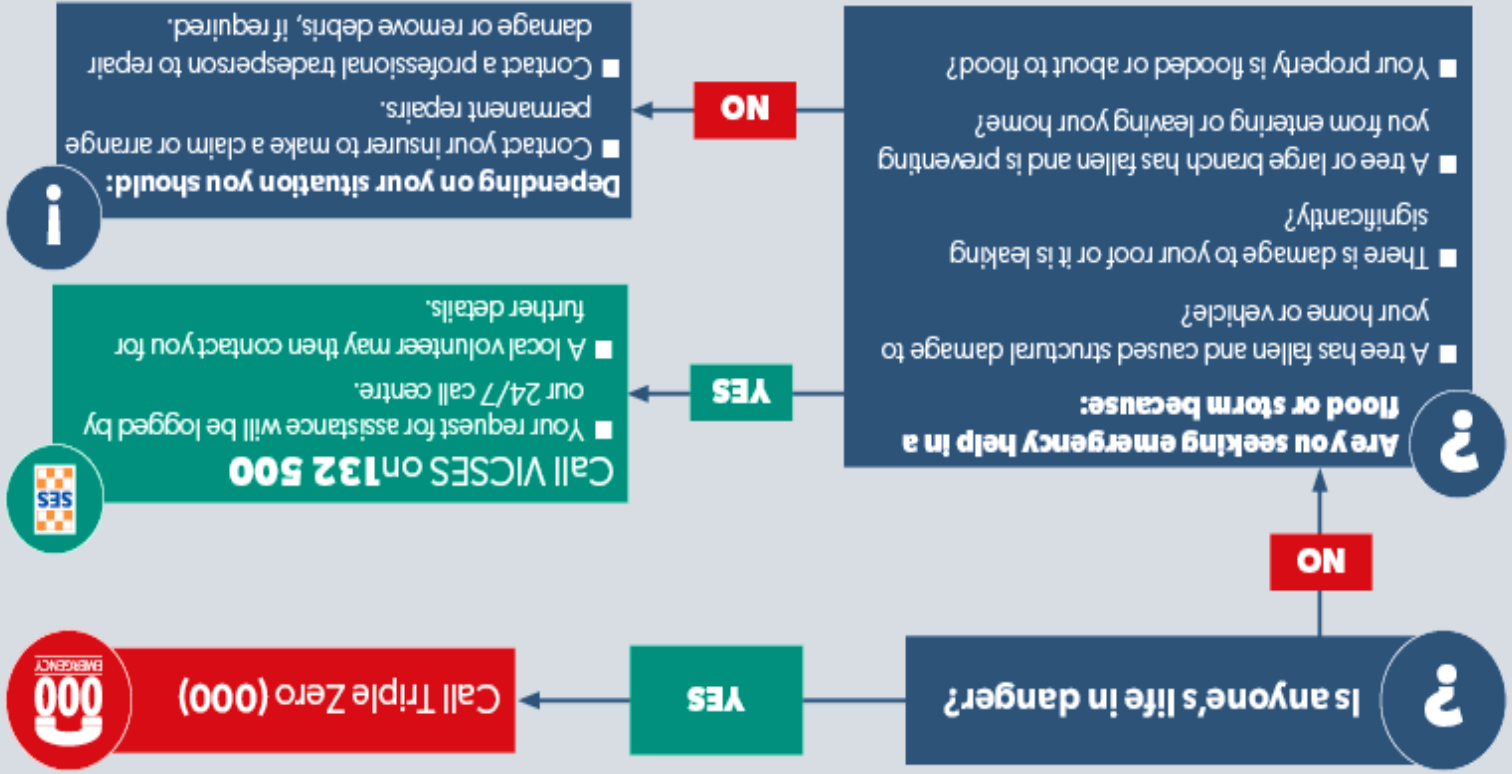 Is anyone's life in danger?
YES
Call Triple Zero (000)
000
EMERGENCY
NO
Are you seeking emergency help in a
flood or storm because:
■ A tree has fallen and caused structural damage to
your home or vehicle?
■ There is damage to your roof or it is leaking
significantly?
■ A tree or large branch has fallen and is preventing
you from entering or leaving your home?
■ Your property is flooded or about to flood?
YES
Call VICSES on 132 500
■ Your request for assistance will be logged by
our 24/7 call centre.
■ A local volunteer may then contact you for
further details.
SES
NO
Depending on your situation you should:
■ Contact your insurer to make a claim or arrange
permanent repairs.
■ Contact a professional tradesperson to repair
damage or remove debris, if required.